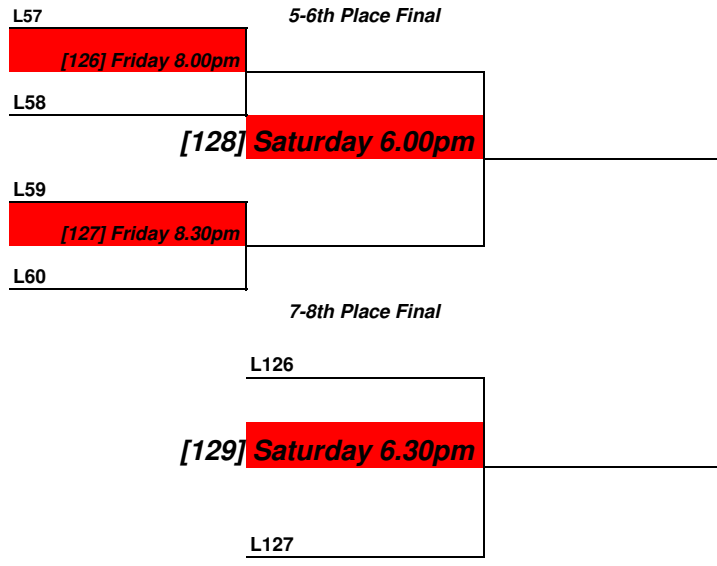 L57
5-6th Place Final
[126] Friday 8.00pm
L58
[128] Saturday 6.00pm
L59
[127] Friday 8.30pm
L60
7-8th Place Final
L126
[129] Saturday 6.30pm
L127